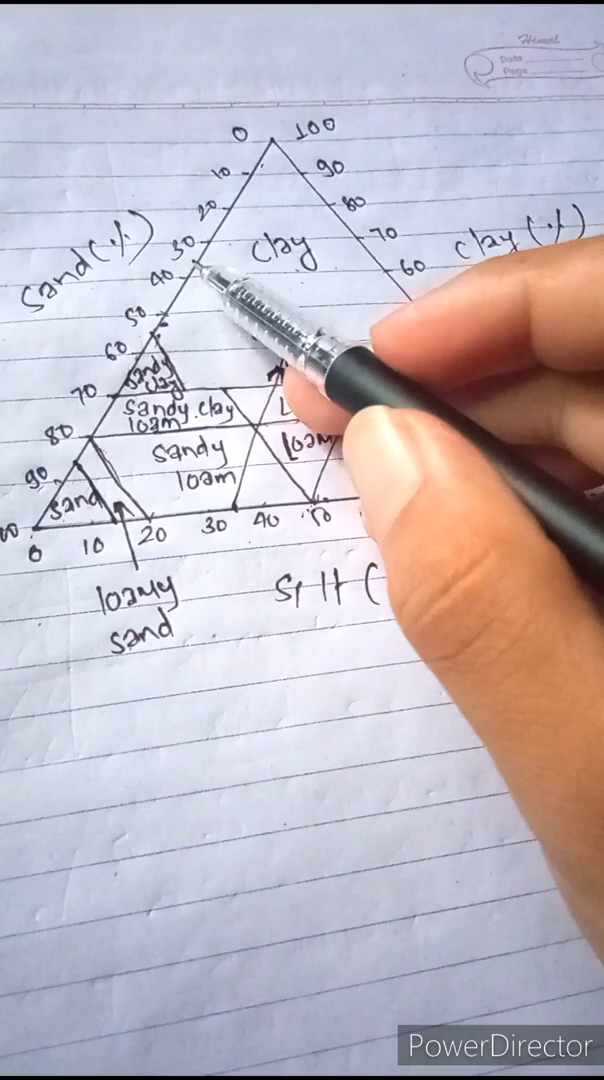 Himal
Date
Page
0 100
10 90
20 80
30 70
40 60
50
60
70
80
90
Sand (%)
clay (%)
clay
sandy
clay
Sandy clay
loam
L
sandy
loam
Loam
sand
0 10 20 30 40 50
loamy
sand
Silt (
PowerDirector